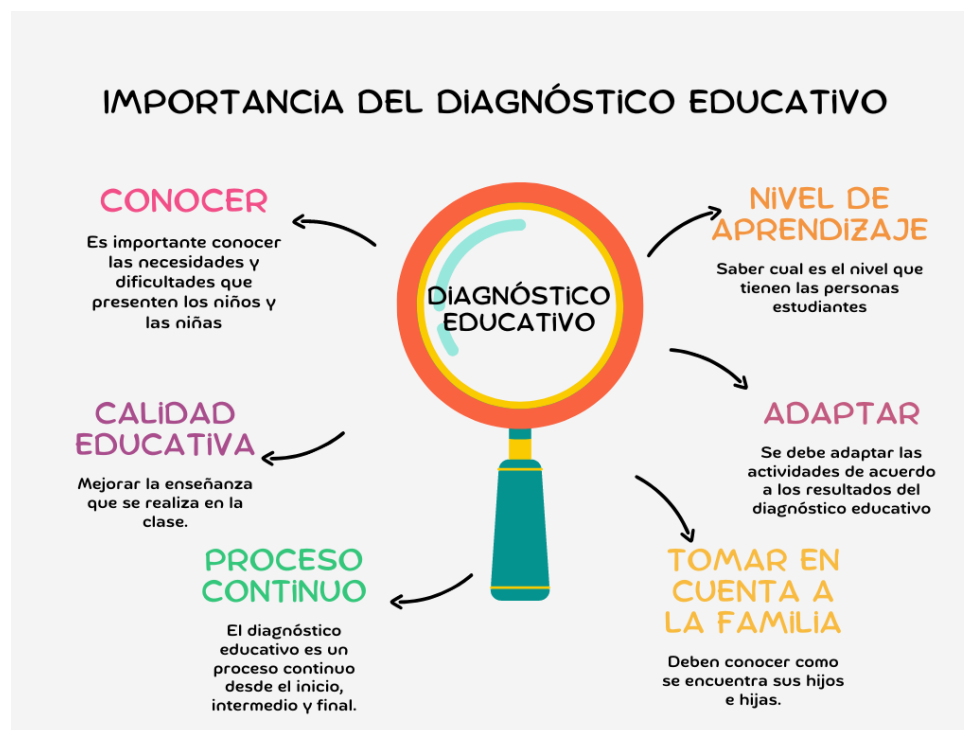 IMPORTANCIA DEL DIAGNÓSTICO EDUCATIVO
CONOCER
Es importante conocer
las necesidades y
dificultades que
presenten los niños y
las niñas
DIAGNÓSTICO
EDUCATIVO
NIVEL DE
APRENDIZAJE
Saber cual es el nivel que
tienen las personas
estudiantes
CALIDAD
EDUCATIVA
Mejorar la enseñanza
que se realiza en la
clase.
ADAPTAR
Se debe adaptar las
actividades de acuerdo
a los resultados del
diagnóstico educativo
PROCESO
CONTINUO
El diagnóstico
educativo es un
proceso continuo
desde el inicio,
intermedio y final.
TOMAR EN
CUENTA A
LA FAMILIA
Deben conocer como
se encuentra sus hijos
e hijas.